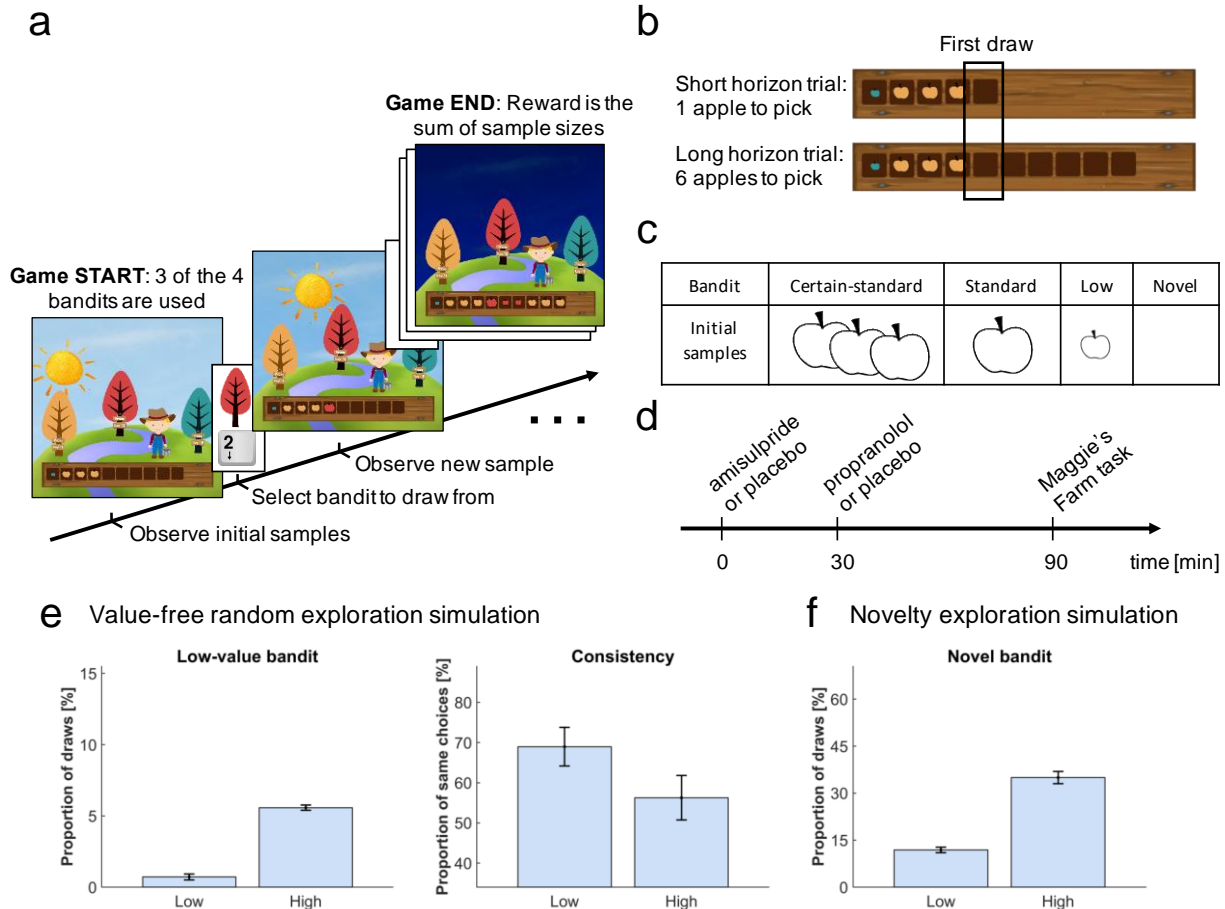 a
Game START: 3 of the 4
bandits are used
Game END: Reward is the
sum of sample sizes
2
↓
Observe initial samples
Select bandit to draw from
Observe new sample
...
b
First draw
Short horizon trial:
1 apple to pick
Long horizon trial:
6 apples to pick
c
Bandit Certain-standard Standard Low Novel
Initial
samples
d
amisulpride
or placebo
propranolol
or placebo
Maggie's
Farm task
0 30 90 time [min]
e Value-free random exploration simulation
Low-value bandit
Proportion of draws [%]
15
10
5
0
Low High
Consistency
Proportion of same choices [%]
80
70
60
50
40
Low High
f Novelty exploration simulation
Novel bandit
Proportion of draws [%]
60
45
30
15
0
Low High